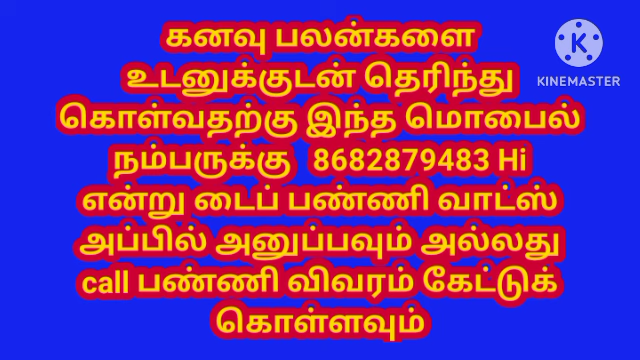 கனவு பலன்களை
உடனுக்குடன் தெரிந்து
கொள்வதற்கு இந்த மொபைல்
நம்பருக்கு 8682879483 Hi
என்று டைப் பண்ணி வாட்ஸ்
அப்பில் அனுப்பவும் அல்லது
call பண்ணி விவரம் கேட்டுக்
கொள்ளவும்
K
KINEMASTER